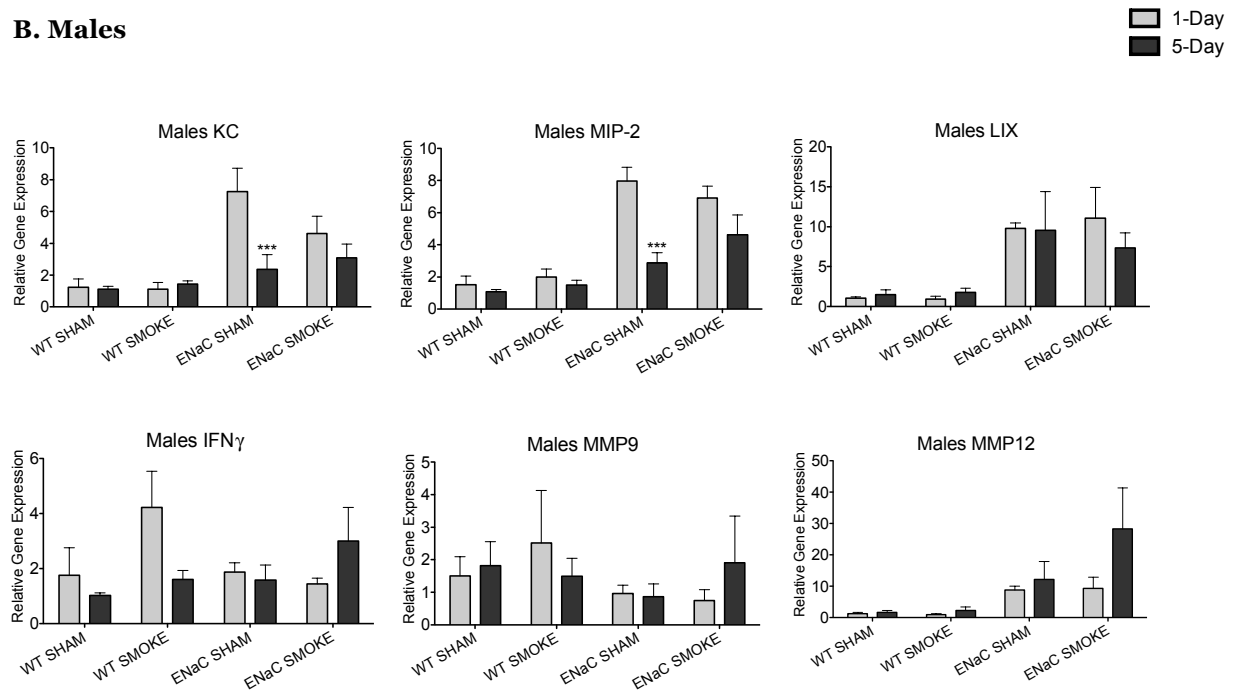 B. Males
1-Day
5-Day
Males KC
Relative Gene Expression
10
8
6
4
2
0
***
WT SHAM
WT SMOKE
ENaC SHAM
ENaC SMOKE
Males MIP-2
Relative Gene Expression
10
8
6
4
2
0
***
WT SHAM
WT SMOKE
ENaC SHAM
ENaC SMOKE
Males LIX
Relative Gene Expression
20
15
10
5
0
WT SHAM
WT SMOKE
ENaC SHAM
ENaC SMOKE
Males IFNγ
Relative Gene Expression
6
4
2
0
WT SHAM
WT SMOKE
ENaC SHAM
ENaC SMOKE
Males MMP9
Relative Gene Expression
5
4
3
2
1
0
WT SHAM
WT SMOKE
ENaC SHAM
ENaC SMOKE
Males MMP12
Relative Gene Expression
50
40
30
20
10
0
WT SHAM
WT SMOKE
ENaC SHAM
ENaC SMOKE